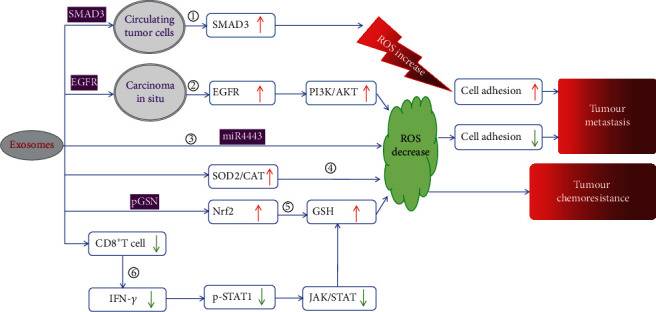 SMAD3
Circulating
tumor cells
①
SMAD3 ↑
ROS increase
EGFR
Carcinoma
in situ
②
EGFR ↑
PI3K/AKT ↑
Cell adhesion ↑
Cell adhesion ↓
Tumour
metastasis
Exosomes
③
miR4443
ROS
decrease
SOD2/CAT ↑
④
Tumour
chemoresistance
pGSN
Nrf2 ↑
⑤
GSH ↑
CD8⁺T cell ↓
⑥
IFN-γ ↓
p-STAT1 ↓
JAK/STAT ↓